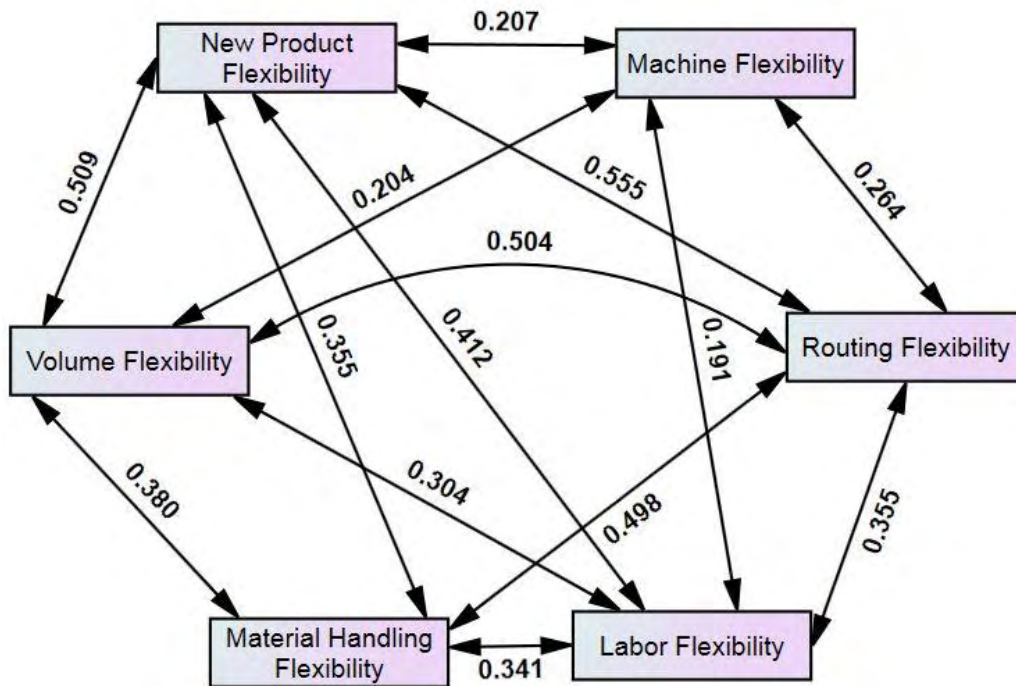 0.207
New Product
Flexibility
Machine Flexibility
0.509
0.204
0.555
0.264
0.504
Volume Flexibility
0.355
0.412
0.191
Routing Flexibility
0.380
0.304
0.498
0.355
Material Handling
Flexibility
0.341
Labor Flexibility